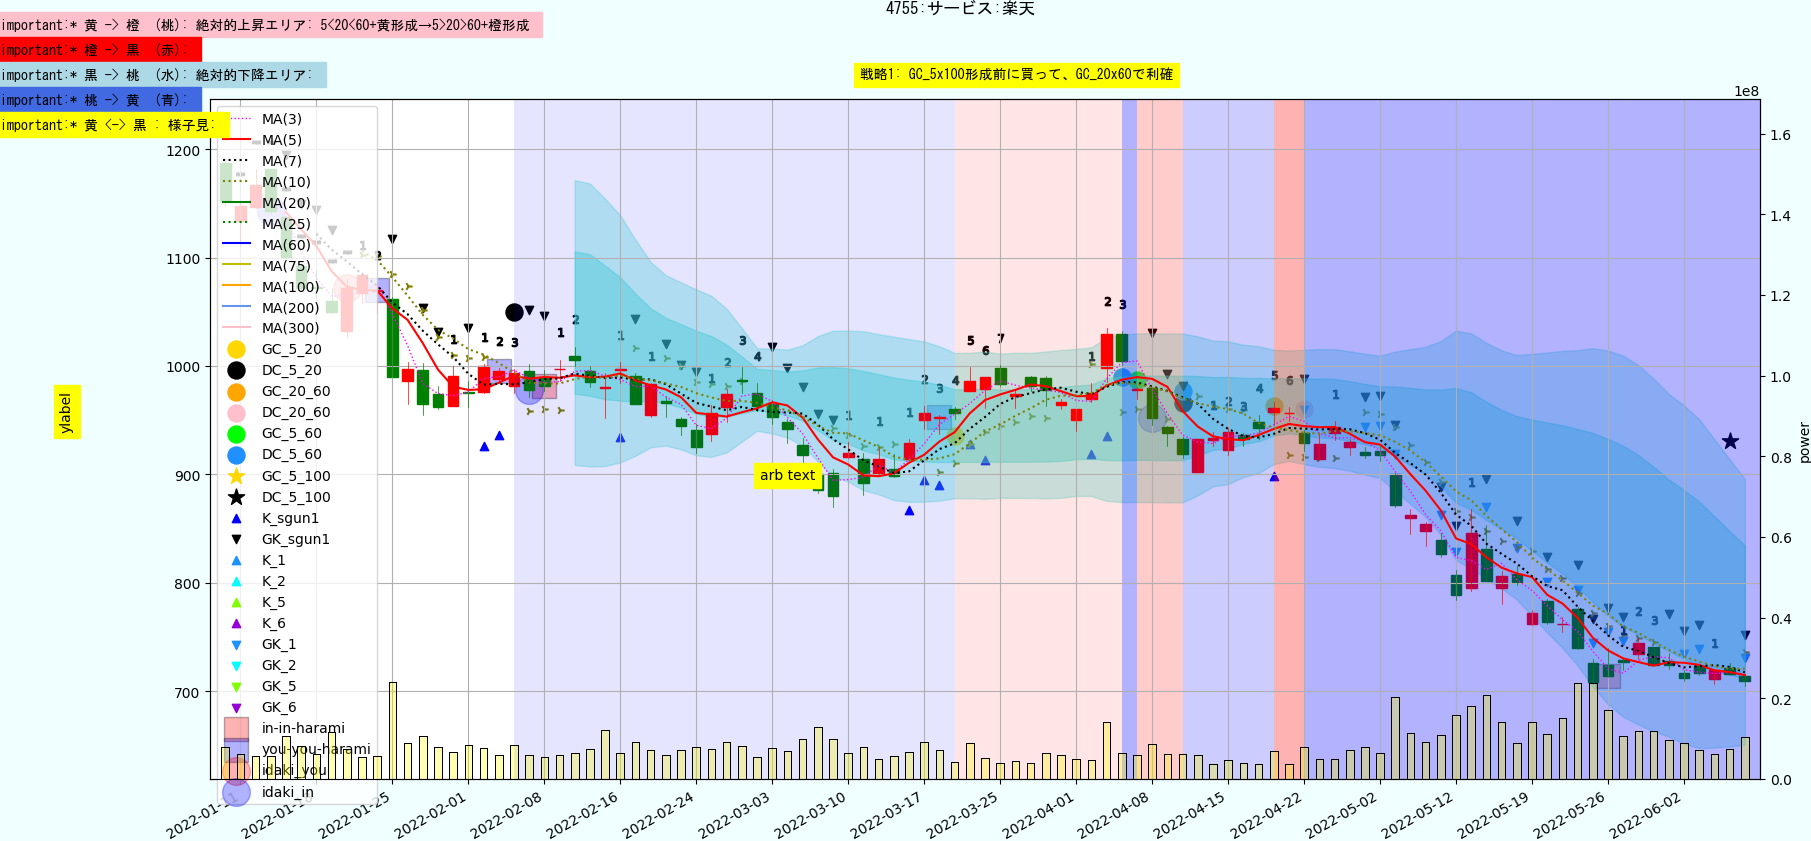 4755:サービス:楽天
important:* 黄 -> 橙 (桃): 絶対的上昇エリア: 5<20<60+黄形成→5>20>60+橙形成
important:* 橙 -> 黒 (赤):
important:* 黒 -> 桃 (水): 絶対的下降エリア:
戦略1: GC_5x100形成前に買って、GC_20x60で利確
important:* 桃 -> 黄 (青):
important:* 黄 <-> 黒 : 様子見:
1e8
MA(3)
MA(5)
MA(7)
MA(10)
MA(20)
MA(25)
MA(60)
MA(75)
MA(100)
MA(200)
MA(300)
GC_5_20
DC_5_20
GC_20_60
DC_20_60
GC_5_60
DC_5_60
GC_5_100
DC_5_100
K_sgun1
GK_sgun1
K_1
K_2
K_5
K_6
GK_1
GK_2
GK_5
GK_6
in-in-harami
you-you-harami
idaki_you
idaki_in
1200
1100
1000
900
800
700
ylabel
arb text
1.6
1.4
1.2
1.0
0.8
0.6
0.4
0.2
0.0
power
2022-01-25
2022-02-01
2022-02-08
2022-02-16
2022-02-24
2022-03-03
2022-03-10
2022-03-17
2022-03-25
2022-04-01
2022-04-08
2022-04-15
2022-04-22
2022-05-02
2022-05-12
2022-05-19
2022-05-26
2022-06-02